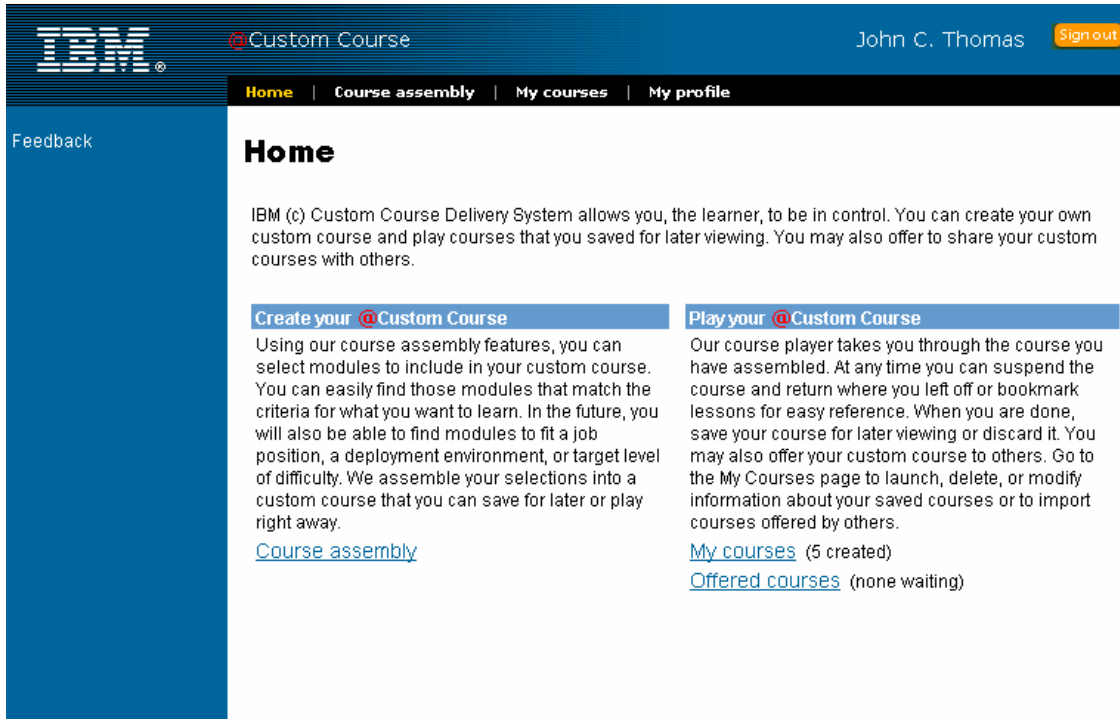 IBM®
@Custom Course
John C. Thomas
Sign out
Home | Course assembly | My courses | My profile
Feedback
Home
IBM (c) Custom Course Delivery System allows you, the learner, to be in control. You can create your own
custom course and play courses that you saved for later viewing. You may also offer to share your custom
courses with others.
Create your @Custom Course
Using our course assembly features, you can
select modules to include in your custom course.
You can easily find those modules that match the
criteria for what you want to learn. In the future, you
will also be able to find modules to fit a job
position, a deployment environment, or target level
of difficulty. We assemble your selections into a
custom course that you can save for later or play
right away.
Course assembly
Play your @Custom Course
Our course player takes you through the course you
have assembled. At any time you can suspend the
course and return where you left off or bookmark
lessons for easy reference. When you are done,
save your course for later viewing or discard it. You
may also offer your custom course to others. Go to
the My Courses page to launch, delete, or modify
information about your saved courses or to import
courses offered by others.
My courses (5 created)
Offered courses (none waiting)